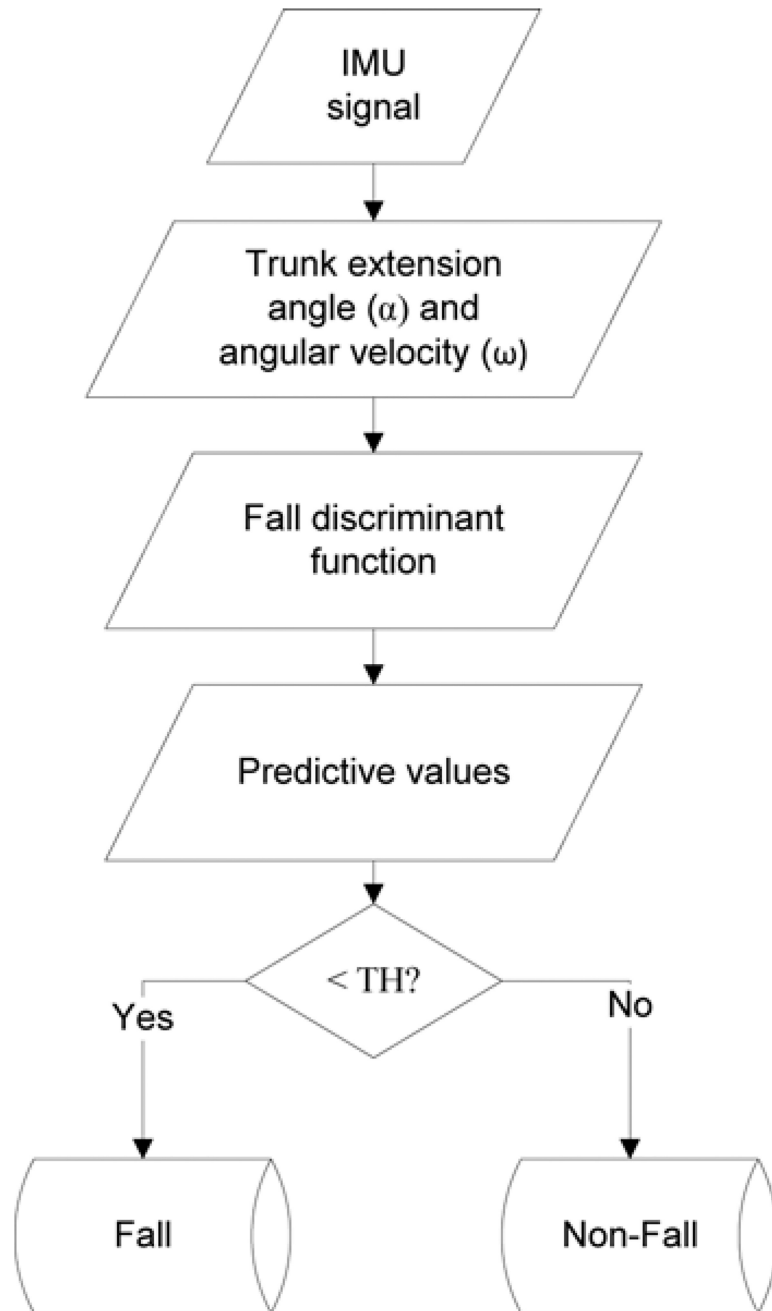 IMU
signal
Trunk extension
angle (α) and
angular velocity (ω)
Fall discriminant
function
Predictive values
< TH?
Yes
No
Fall
Non-Fall